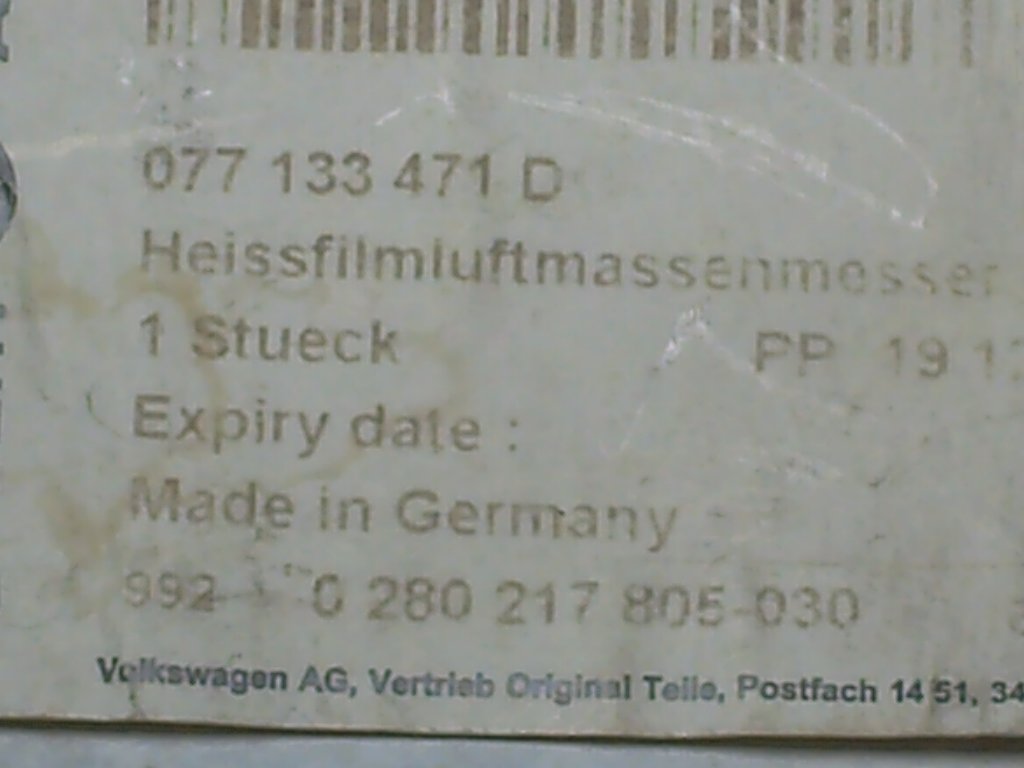 077 133 471 D
Heissfilmluftmassenmesser
1 Stueck PP 19
Expiry date :
Made in Germany
992 0 280 217 805-030
Volkswagen AG, Vertrieb Original Teile, Postfach 14 51, 34